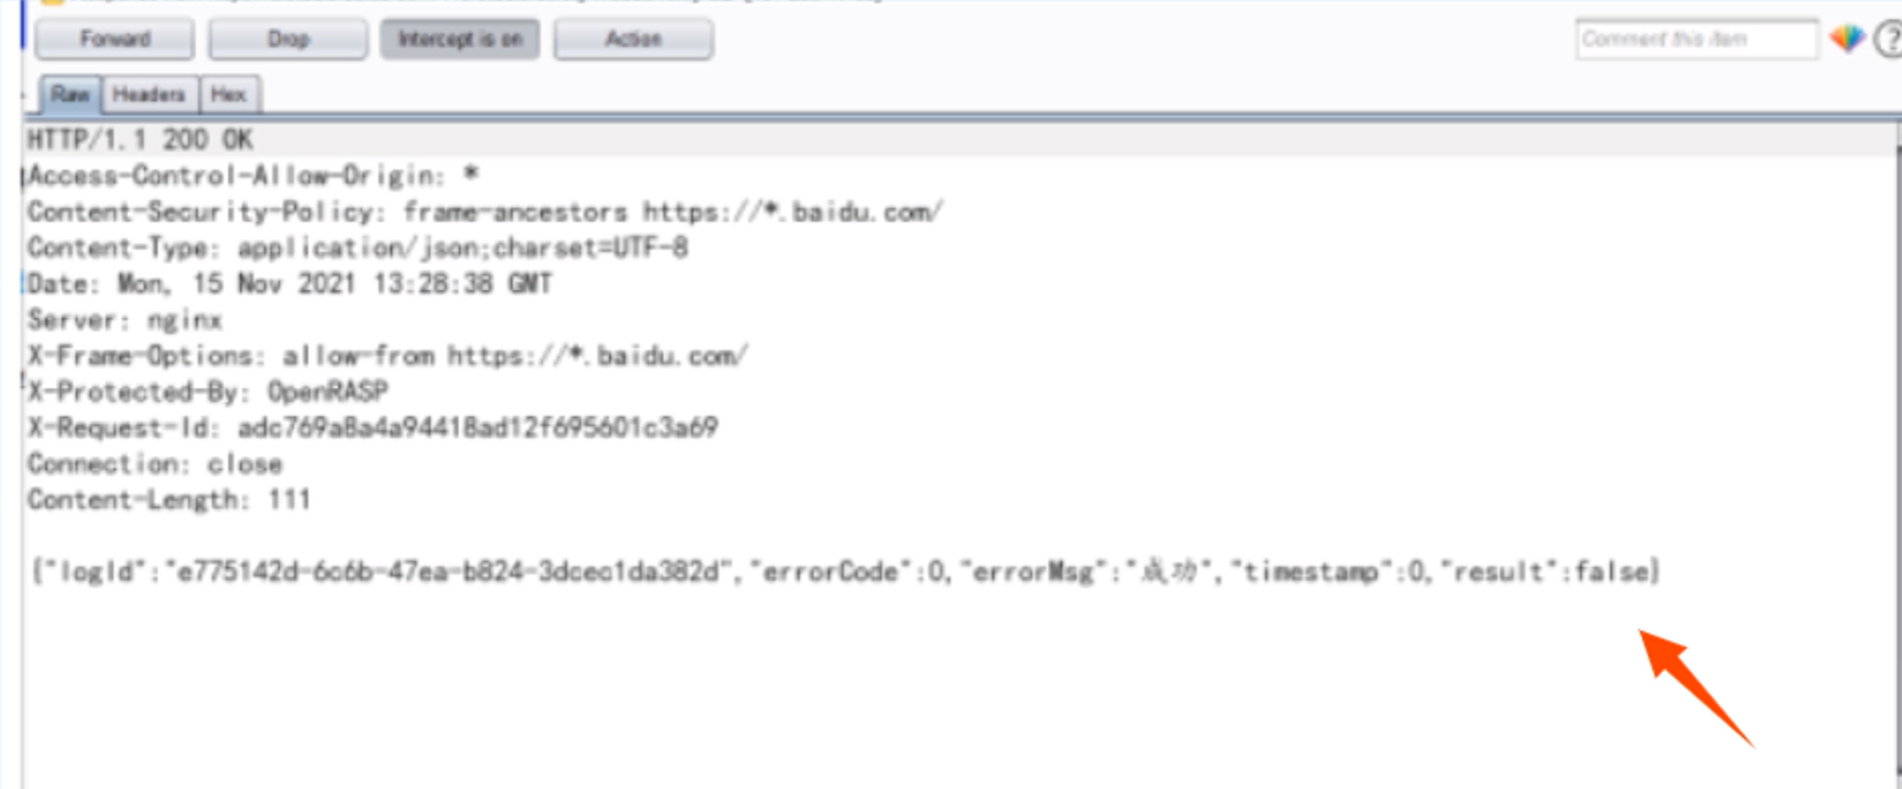 Forward Drop Intercept is on Action Comment this item ?
Raw Headers Hex
HTTP/1.1 200 OK
Access-Control-Allow-Origin: *
Content-Security-Policy: frame-ancestors https://*.baidu.com/
Content-Type: application/json;charset=UTF-8
Date: Mon, 15 Nov 2021 13:28:38 GMT
Server: nginx
X-Frame-Options: allow-from https://*.baidu.com/
X-Protected-By: OpenRASP
X-Request-Id: adc769a8a4a94418ad12f695601c3a69
Connection: close
Content-Length: 111
{"logId":"e775142d-6c6b-47ea-b824-3dcec1da382d","errorCode":0,"errorMsg":"成功","timestamp":0,"result":false}